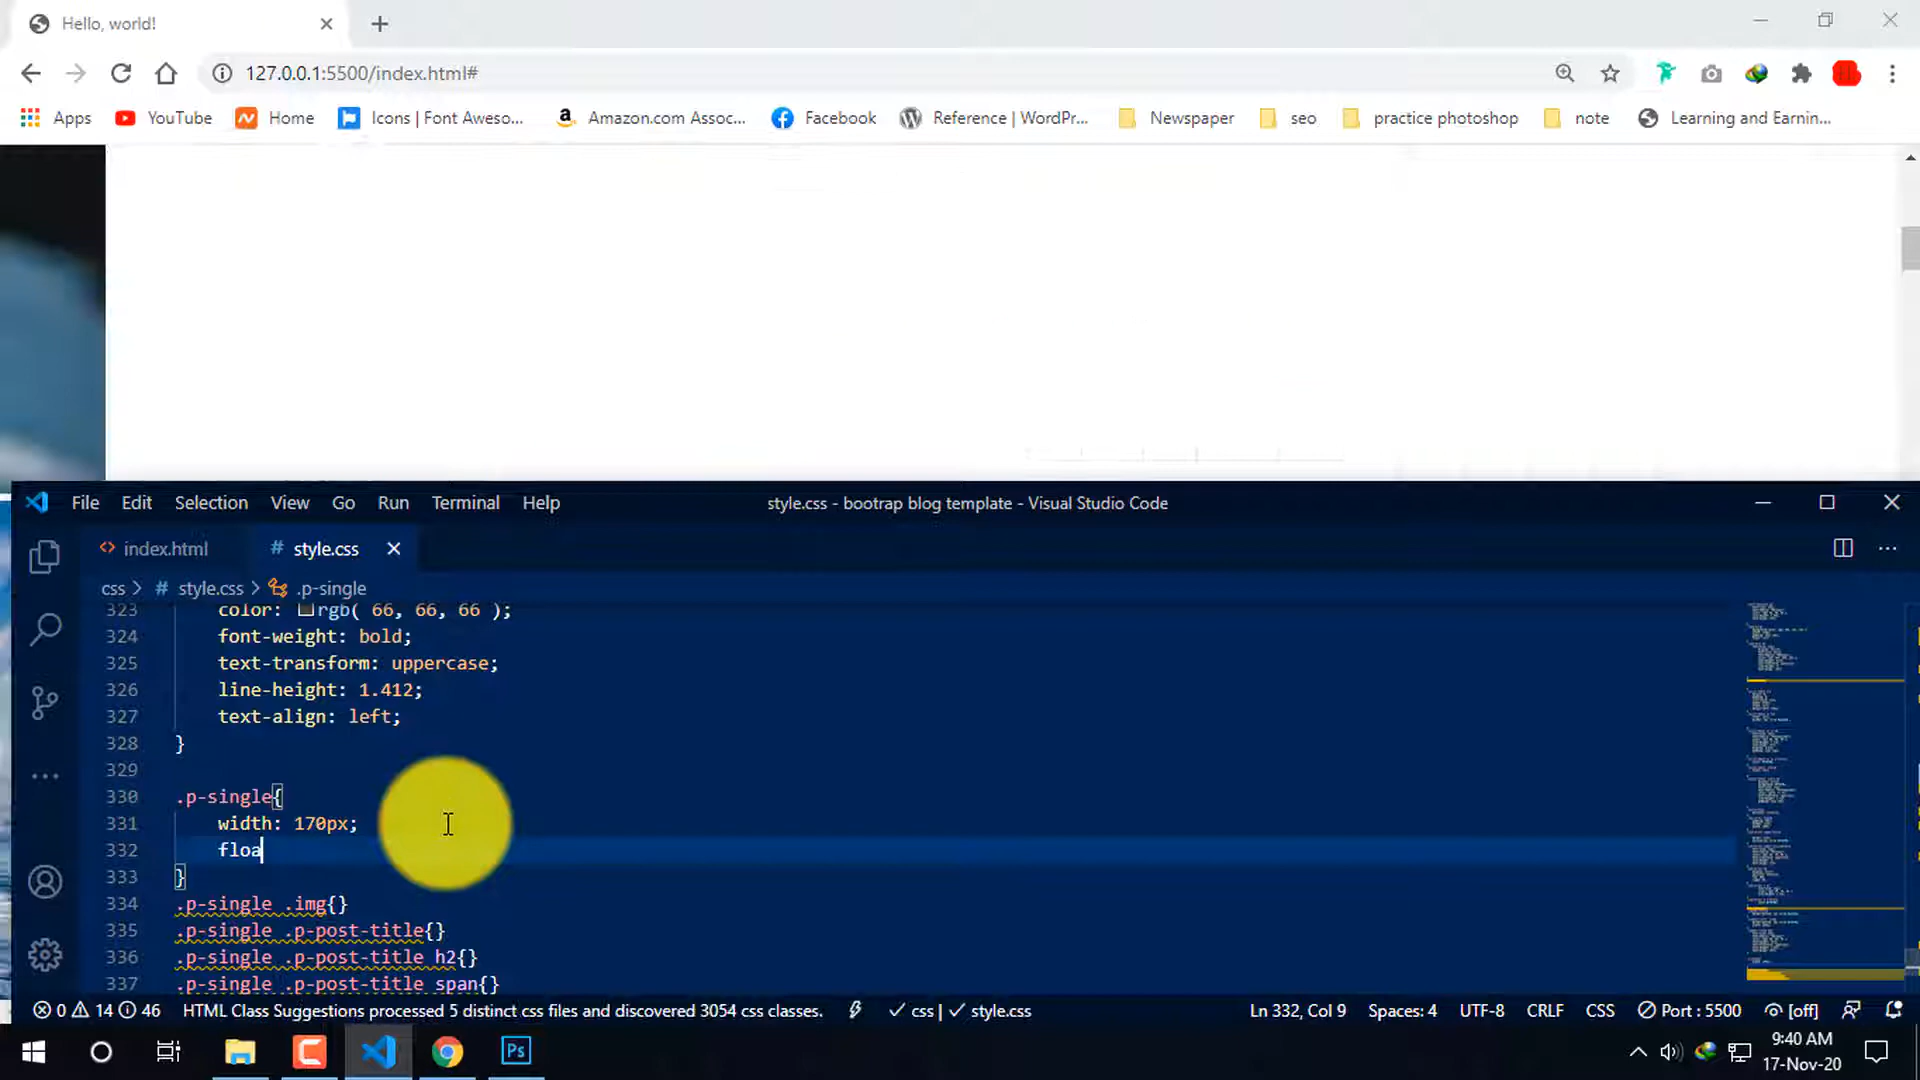 Hello, world!
127.0.0.1:5500/index.html#
Apps YouTube Home Icons | Font Aweso... Amazon.com Assoc... Facebook Reference | WordPr... Newspaper seo practice photoshop note Learning and Earnin...
File Edit Selection View Go Run Terminal Help style.css - bootrap blog template - Visual Studio Code
index.html # style.css
css > # style.css > .p-single
323 color: rgb( 66, 66, 66 );
324 font-weight: bold;
325 text-transform: uppercase;
326 line-height: 1.412;
327 text-align: left;
328 }
329
330 .p-single{
331 width: 170px;
332 floa
333 }
334 .p-single .img{}
335 .p-single .p-post-title{}
336 .p-single .p-post-title h2{}
337 .p-single .p-post-title span{}
0 14 46 HTML Class Suggestions processed 5 distinct css files and discovered 3054 css classes. css | style.css Ln 332, Col 9 Spaces: 4 UTF-8 CRLF CSS Port : 5500 [off]
Ps
9:40 AM
17-Nov-20